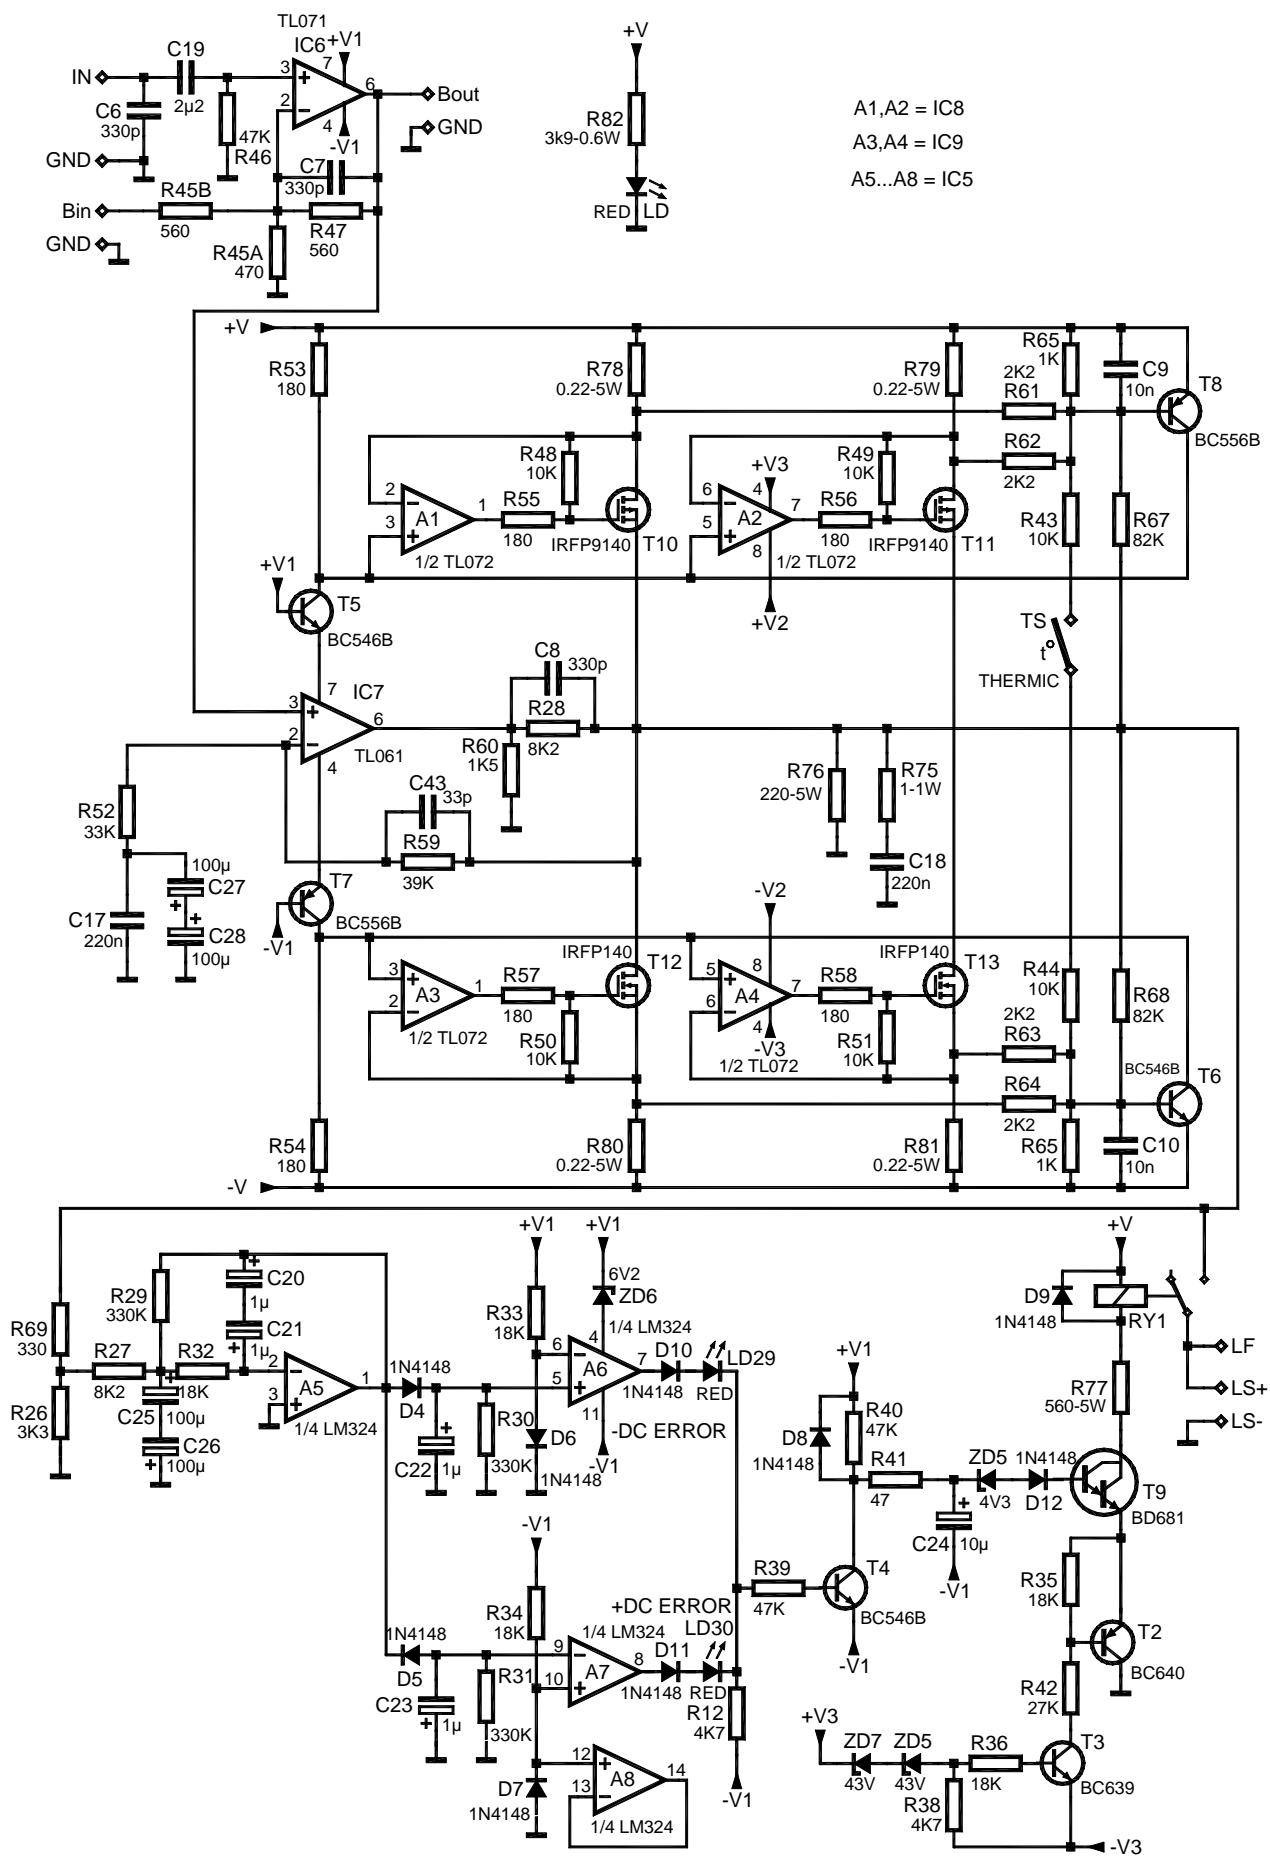 TL071
IC6
+V1
+V
IN
C19
2µ2
3
7
6
Bout
2
4
-V1
C6
330p
47K
R46
GND
GND
R82
3k9-0.6W
A1,A2 = IC8
A3,A4 = IC9
A5...A8 = IC5
C7
330p
R45B
560
Bin
R47
560
RED
LD
GND
R45A
470
+V
R53
180
R78
0.22-5W
R79
0.22-5W
R65
1K
C9
10n
T8
BC556B
2K2
R61
R62
2K2
R48
10K
R49
10K
+V3
2
A1
3
1
R55
180
IRFP9140
T10
6
4
A2
5
8
7
R56
180
IRFP9140
T11
R43
10K
R67
82K
1/2 TL072
1/2 TL072
+V1
T5
BC546B
+V2
TS
t°
THERMIC
C8
330p
7
IC7
3
6
2
R28
8K2
TL061
4
R60
1K5
R76
220-5W
R75
1-1W
C43
33p
R52
33K
R59
39K
C18
220n
100µ
C27
C28
100µ
C17
220n
T7
BC556B
-V1
-V2
IRFP140
T12
IRFP140
T13
3
A3
2
1
R57
180
5
8
A4
6
4
7
R58
180
R44
10K
R68
82K
1/2 TL072
R50
10K
-V3
1/2 TL072
R51
10K
2K2
R63
R64
2K2
BC546B
T6
R54
180
R80
0.22-5W
R81
0.22-5W
R65
1K
C10
10n
-V
+V1
+V1
+V
R29
330K
C20
1µ
C21
1µ
6V2
ZD6
R33
18K
D9
1N4148
RY1
R69
330
R27
8K2
R32
18K
2
A5
3
1
1N4148
D4
1/4 LM324
6
4
A6
5
11
7
D10
1N4148
LD29
RED
LF
LS+
LS-
R26
3K3
C25
100µ
C26
100µ
1/4 LM324
C22
1µ
R30
330K
D6
1N4148
-V1
-DC ERROR
+V1
D8
1N4148
R40
47K
R77
560-5W
R41
47
ZD5
4V3
1N4148
D12
T9
BD681
C24
10µ
-V1
-V1
R39
47K
T4
BC546B
-V1
R35
18K
T2
BC640
R34
18K
+DC ERROR
1/4 LM324
LD30
1N4148
D5
9
A7
10
8
D11
1N4148
RED
C23
1µ
R31
330K
R12
4K7
-V1
R42
27K
+V3
ZD7
43V
ZD5
43V
R36
18K
T3
BC639
D7
1N4148
12
A8
13
14
1/4 LM324
R38
4K7
-V3